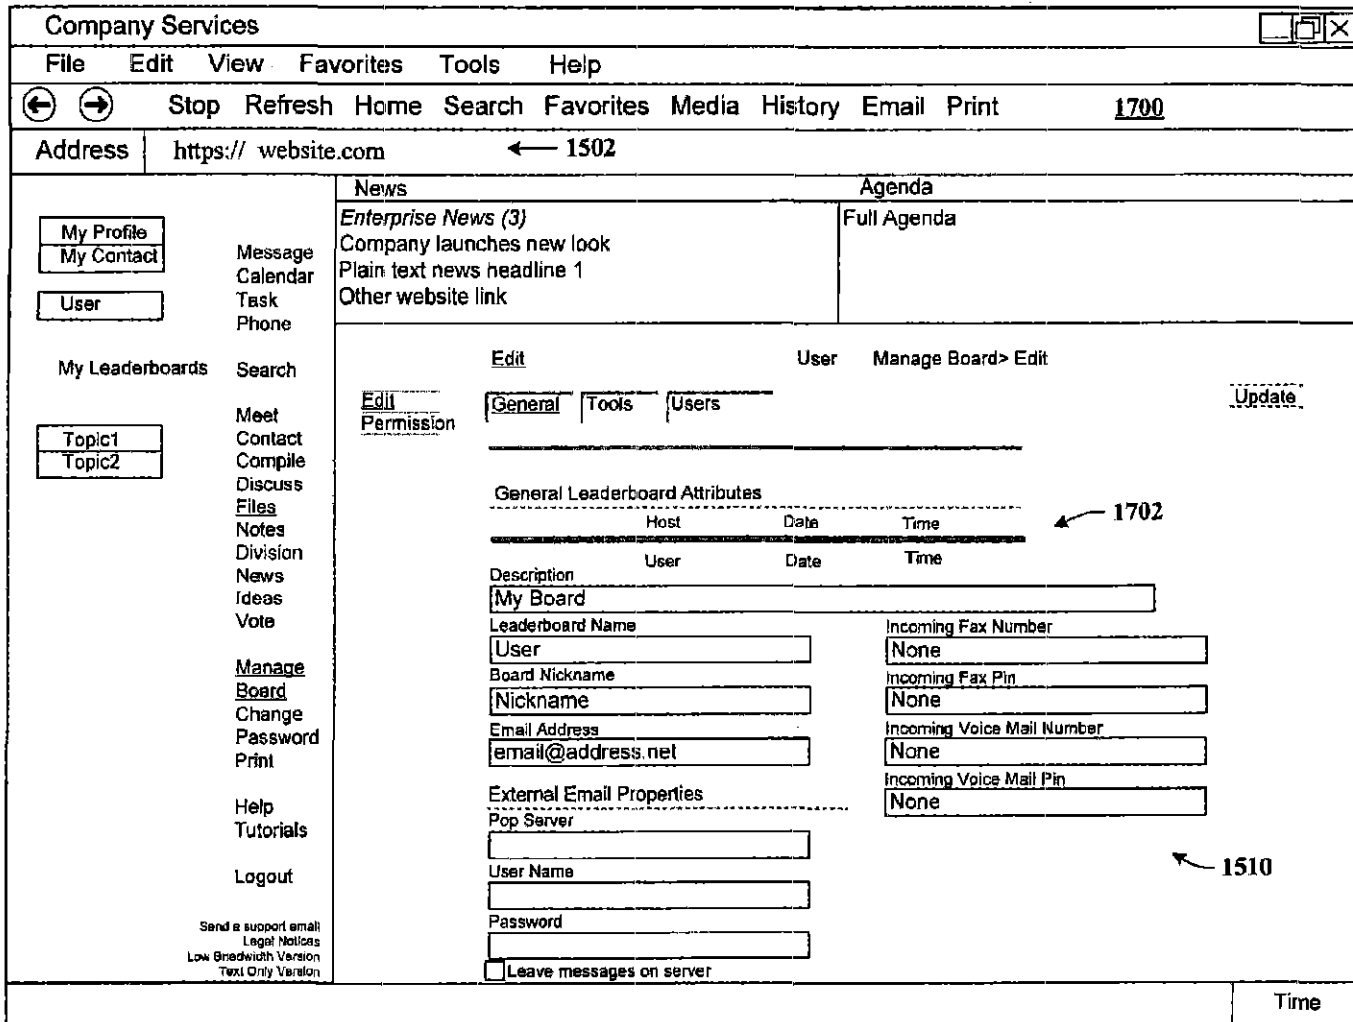 Company Services
File Edit View Favorites Tools Help
Stop Refresh Home Search Favorites Media History Email Print 1700
Address https:// website.com 1502
News Agenda
Enterprise News (3) Full Agenda
Company launches new look
Plain text news headline 1
Other website link
My Profile
My Contact
User
My Leaderboards
Topic1
Topic2
Message
Calendar
Task
Phone
Search
Meet
Contact
Compile
Discuss
Files
Notes
Division
News
Ideas
Vote
Manage
Board
Change
Password
Print
Help
Tutorials
Logout
Send a support email
Legal Notices
Low Bandwidth Version
Text Only Version
Edit User Manage Board> Edit
Edit
Permission
General Tools Users
Update
General Leaderboard Attributes
Host Date Time
1702
User Date Time
Description
My Board
Leaderboard Name
User
Board Nickname
Nickname
Email Address
email@address.net
External Email Properties
Pop Server
User Name
Password
Leave messages on server
Incoming Fax Number
None
Incoming Fax Pin
None
Incoming Voice Mail Number
None
Incoming Voice Mail Pin
None
1510
Time